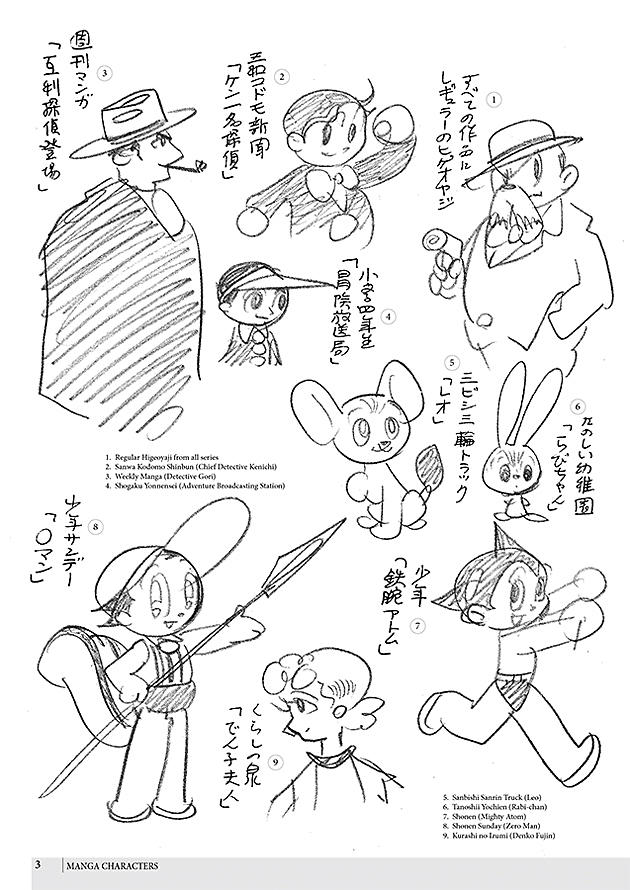 1
すべての作品に
レギュラーのヒゲオヤジ
2
三和コドモ新聞
「ケン一名探偵」
3
週刊マンガ
「互利探偵登場」
4
小学四年生
「冒険放送局」
5
三ビシ三輪トラック
「レオ」
6
たのしい幼稚園
「らびちゃん」
1. Regular Higeoyaji from all series
2. Sanwa Kodomo Shinbun (Chief Detective Kenichi)
3. Weekly Manga (Detective Gori)
4. Shogaku Yonnensei (Adventure Broadcasting Station)
7
少年
「鉄腕アトム」
8
少年サンデー
「〇マン」
9
くらしの泉
「でん子夫人」
5. Sanbishi Sanrin Truck (Leo)
6. Tanoshii Yochien (Rabi-chan)
7. Shonen (Mighty Atom)
8. Shonen Sunday (Zero Man)
9. Kurashi no Izumi (Denko Fujin)
3 MANGA CHARACTERS